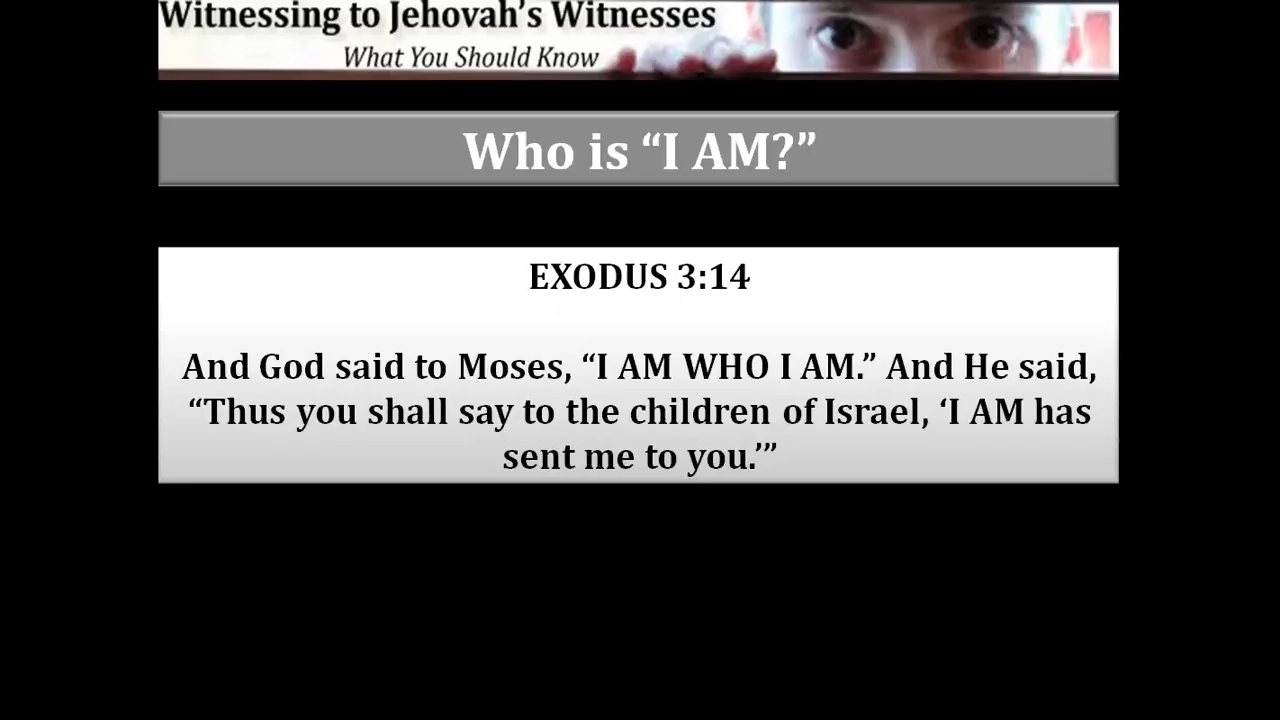 Witnessing to Jehovah’s Witnesses
What You Should Know
Who is “I AM?”
EXODUS 3:14
And God said to Moses, “I AM WHO I AM.” And He said,
“Thus you shall say to the children of Israel, ‘I AM has
sent me to you.’”